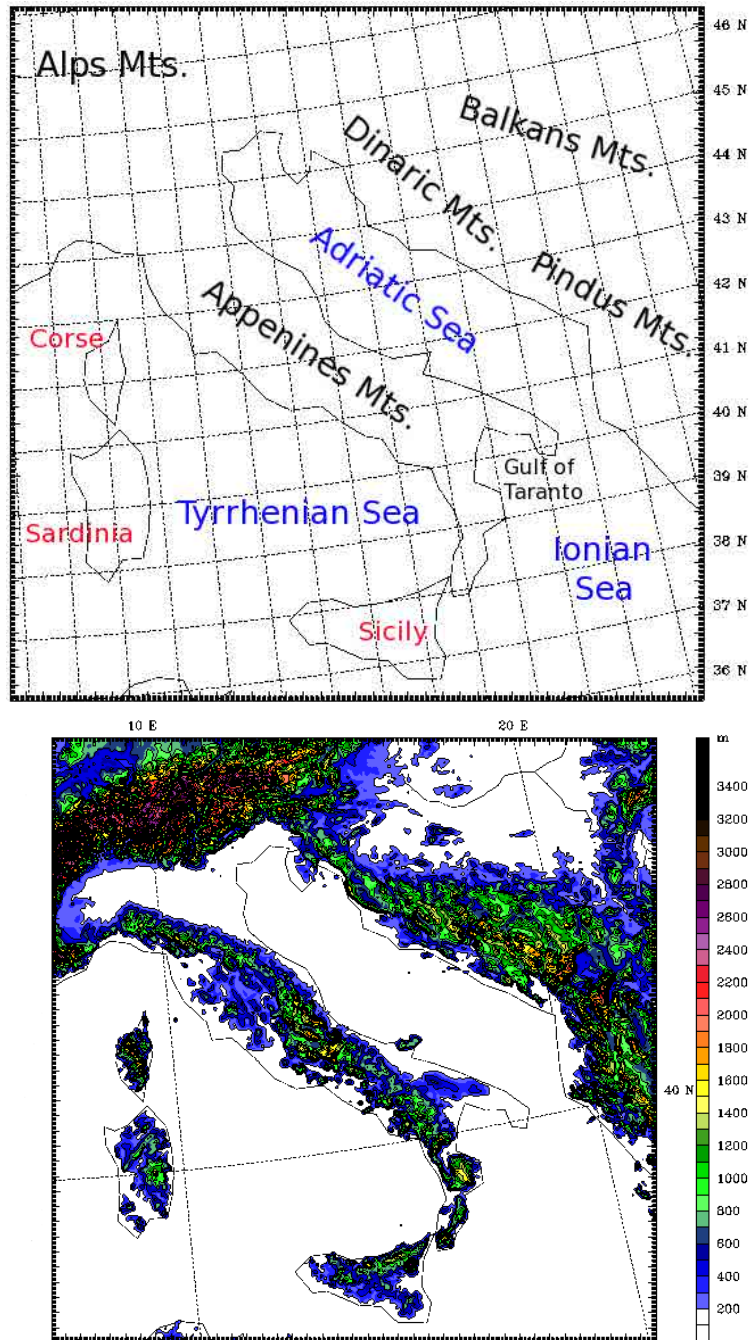 46 N
Alps Mts.
45 N
Balkans Mts.
44 N
Dinaric Mts.
43 N
Adriatic Sea
42 N
Pindus Mts.
Appenines Mts.
Corse
41 N
40 N
39 N
Gulf of
Taranto
Tyrrhenian Sea
Sardinia
38 N
Ionian
Sea
37 N
Sicily
36 N
10 E
20 E
m
3400
3200
3000
2800
2600
2400
2200
2000
1800
1600
1400
1200
40 N
1000
800
600
400
200